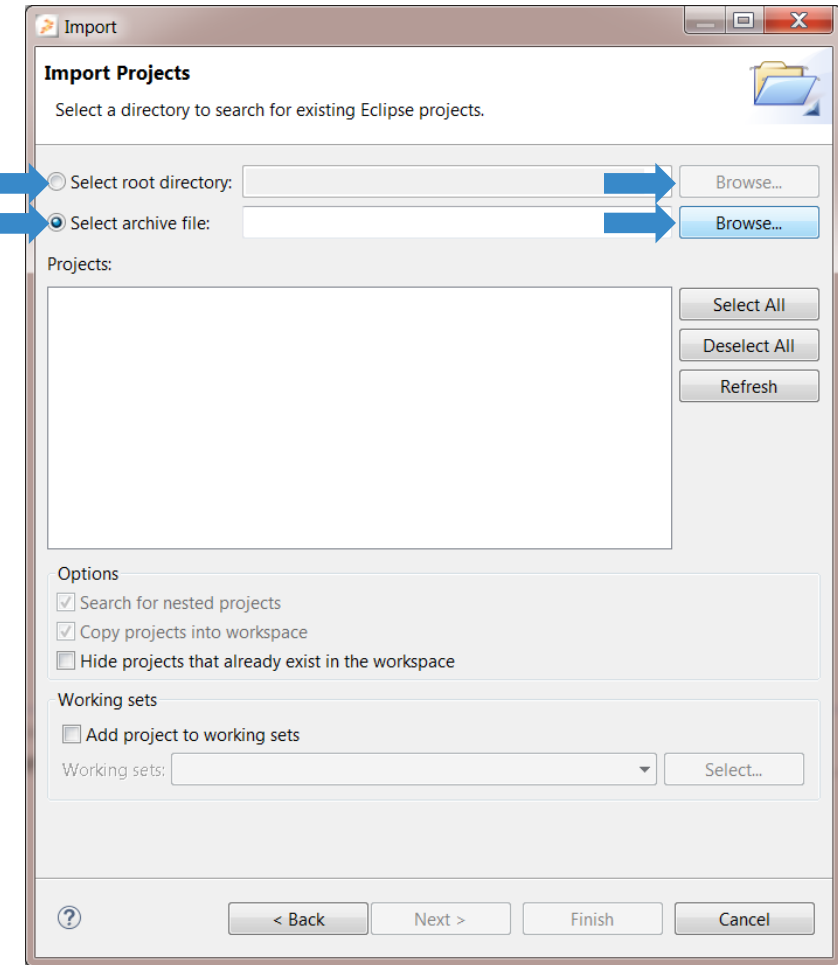 Import
Import Projects
Select a directory to search for existing Eclipse projects.
Select root directory: Browse...
Select archive file: Browse...
Projects:
Select All
Deselect All
Refresh
Options
Search for nested projects
Copy projects into workspace
Hide projects that already exist in the workspace
Working sets
Add project to working sets
Working sets: Select...
? < Back Next > Finish Cancel